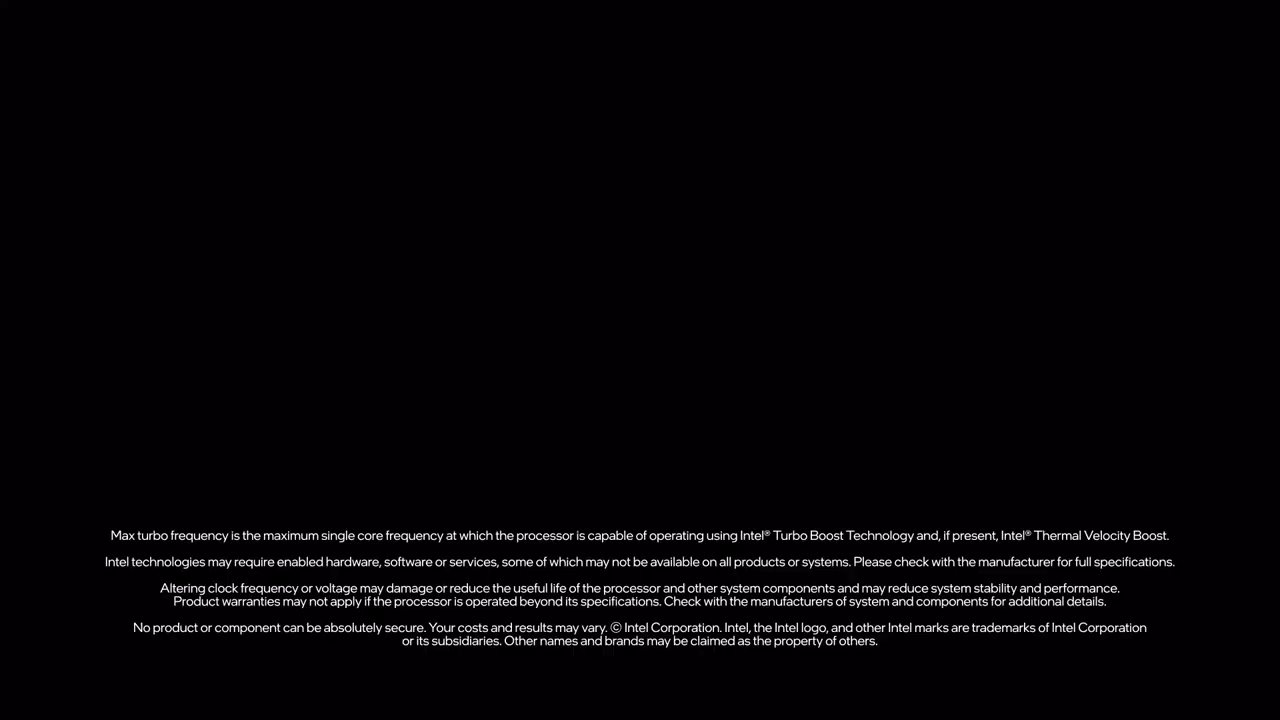 Max turbo frequency is the maximum single core frequency at which the processor is capable of operating using Intel® Turbo Boost Technology and, if present, Intel® Thermal Velocity Boost.
Intel technologies may require enabled hardware, software or services, some of which may not be available on all products or systems. Please check with the manufacturer for full specifications.
Altering clock frequency or voltage may damage or reduce the useful life of the processor and other system components and may reduce system stability and performance.
Product warranties may not apply if the processor is operated beyond its specifications. Check with the manufacturers of system and components for additional details.
No product or component can be absolutely secure. Your costs and results may vary. © Intel Corporation. Intel, the Intel logo, and other Intel marks are trademarks of Intel Corporation
or its subsidiaries. Other names and brands may be claimed as the property of others.